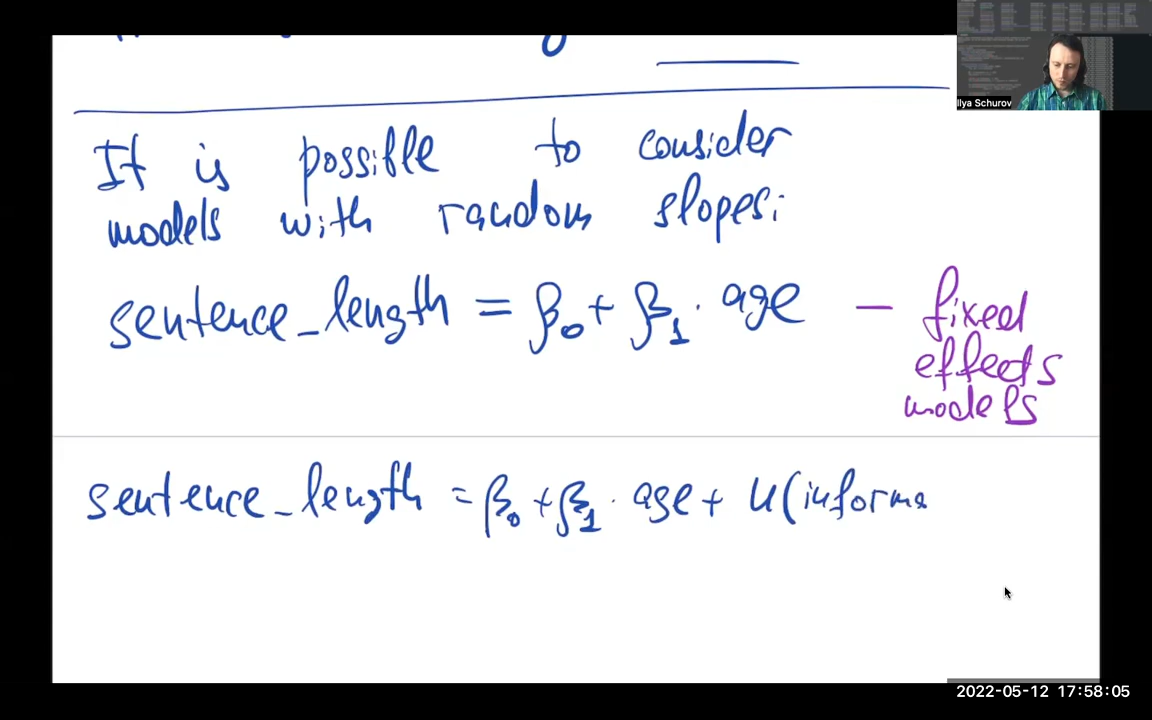 Ilya Schurov
It is possible to consider
models with random slopes:
sentence_length = β₀ + β₁ · age — fixed
effects
models
sentence_length = β₀ + β₁ · age + u(informa
2022-05-12 17:58:05